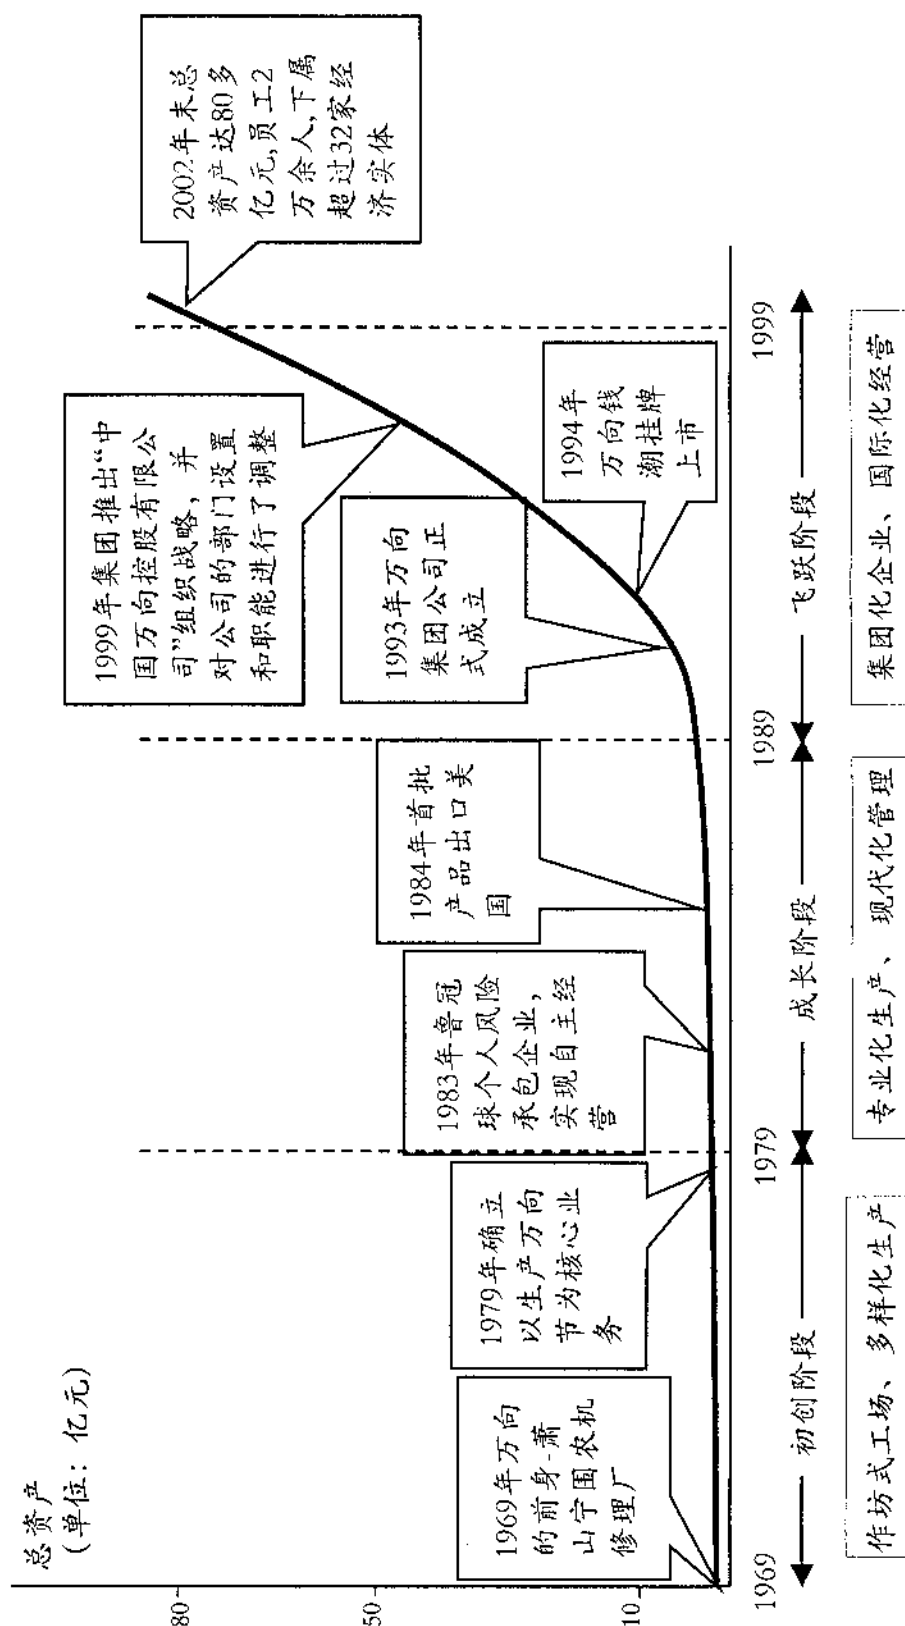 总资产
(单位：亿元)
80
50
10
1969年万向
的前身-萧
山宁围农机
修理厂
1979年确立
以生产万向
节为核心业
务
1983年鲁冠
球个人风险
承包企业，
实现自主经
营
1984年首批
产品出口美
国
1993年万向
集团公司正
式成立
1994年
万向钱
潮挂牌
上市
1999年集团推出“中
国万向控股有限公
司”组织战略，并
对公司的部门设置
和职能进行了调整
2002年末总
资产达80多
亿元,员工2
万余人,下属
超过32家经
济实体
1969
1979
1989
1999
初创阶段
成长阶段
飞跃阶段
作坊式工场、多样化生产
专业化生产、现代化管理
集团化企业、国际化经营